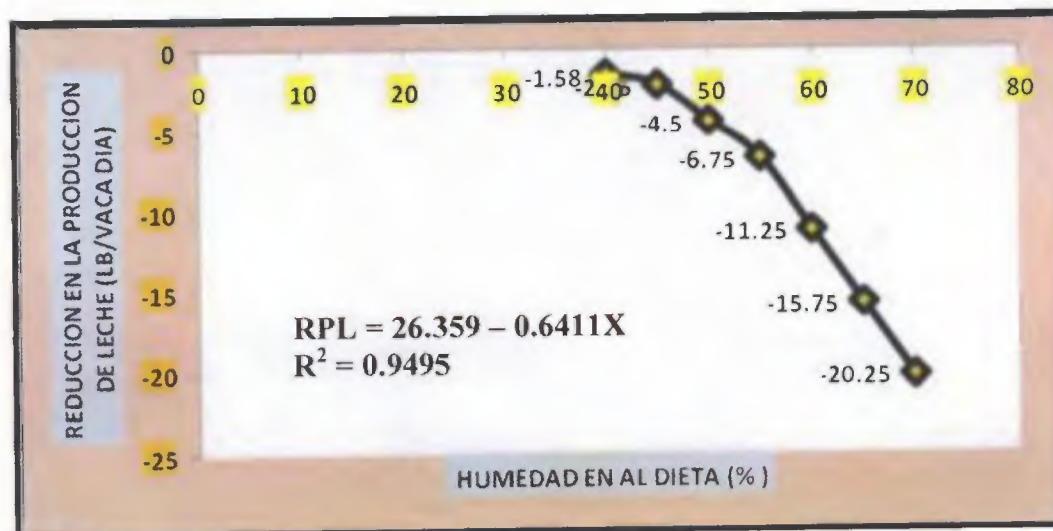 REDUCCION EN LA PRODUCCION
DE LECHE (LB/VACA DIA)
0
-5
-10
-15
-20
-25
0 10 20 30 40 50 60 70 80
-1.58
-4.5
-6.75
-11.25
-15.75
-20.25
RPL = 26.359 – 0.6411X
R² = 0.9495
HUMEDAD EN AL DIETA (% )